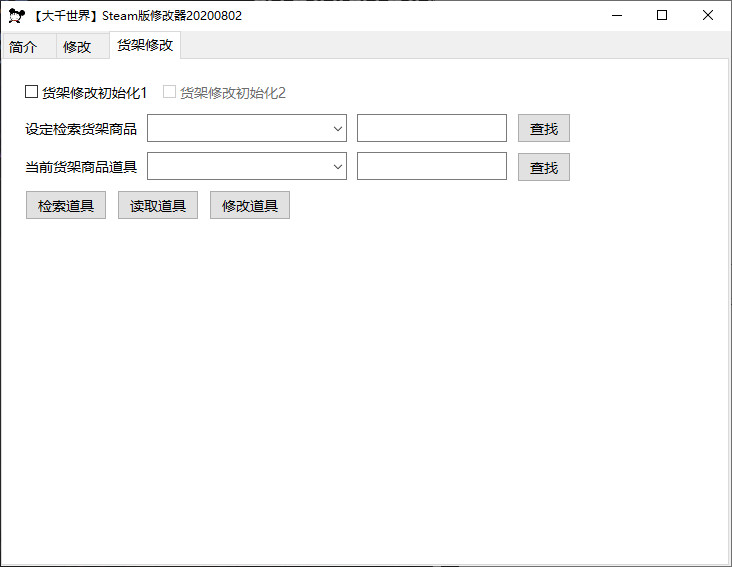 【大千世界】Steam版修改器20200802
简介 修改 货架修改
货架修改初始化1 货架修改初始化2
设定检索货架商品 查找
当前货架商品道具 查找
检索道具 读取道具 修改道具